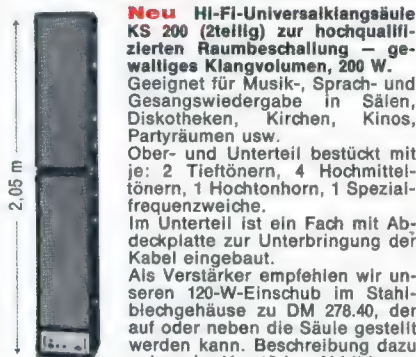 Neu Hi-Fi-Universalklangsäule
KS 200 (2teilig) zur hochqualifi-
zierten Raumbeschallung — ge-
waltiges Klangvolumen, 200 W.
Geeignet für Musik-, Sprach- und
Gesangswiedergabe in Sälen,
Diskotheken, Kirchen, Kinos,
Partyräumen usw.
Ober- und Unterteil bestückt mit
je: 2 Tieftönern, 4 Hochmittel-
tönern, 1 Hochtonhorn, 1 Spezial-
frequenzweiche.
Im Unterteil ist ein Fach mit Ab-
deckplatte zur Unterbringung der
Kabel eingebaut.
Als Verstärker empfehlen wir un-
seren 120-W-Einschub im Stahl-
blechgehäuse zu DM 278.40, der
auf oder neben die Säule gestellt
werden kann. Beschreibung dazu
2,05 m